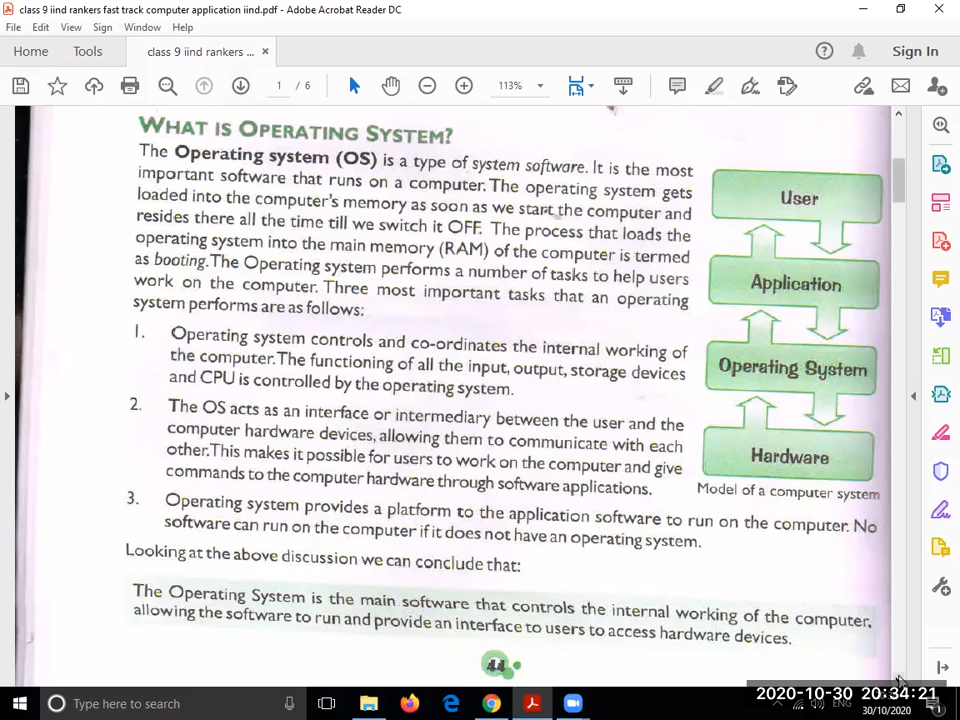 class 9 iind rankers fast track computer application iind.pdf - Adobe Acrobat Reader DC
File Edit View Sign Window Help
Home Tools class 9 iind rankers ... × Sign In
1 / 6 113%
WHAT IS OPERATING SYSTEM?
The Operating system (OS) is a type of system software. It is the most
important software that runs on a computer. The operating system gets
loaded into the computer's memory as soon as we start the computer and
resides there all the time till we switch it OFF. The process that loads the
operating system into the main memory (RAM) of the computer is termed
as booting. The Operating system performs a number of tasks to help users
work on the computer. Three most important tasks that an operating
system performs are as follows:
1. Operating system controls and co-ordinates the internal working of
the computer. The functioning of all the input, output, storage devices
and CPU is controlled by the operating system.
2. The OS acts as an interface or intermediary between the user and the
computer hardware devices, allowing them to communicate with each
other. This makes it possible for users to work on the computer and give
commands to the computer hardware through software applications.
3. Operating system provides a platform to the application software to run on the computer. No
software can run on the computer if it does not have an operating system.
Looking at the above discussion we can conclude that:
The Operating System is the main software that controls the internal working of the computer,
allowing the software to run and provide an interface to users to access hardware devices.
44
User
Application
Operating System
Hardware
Model of a computer system
Type here to search
ENG
2020-10-30 20:34:21
30/10/2020